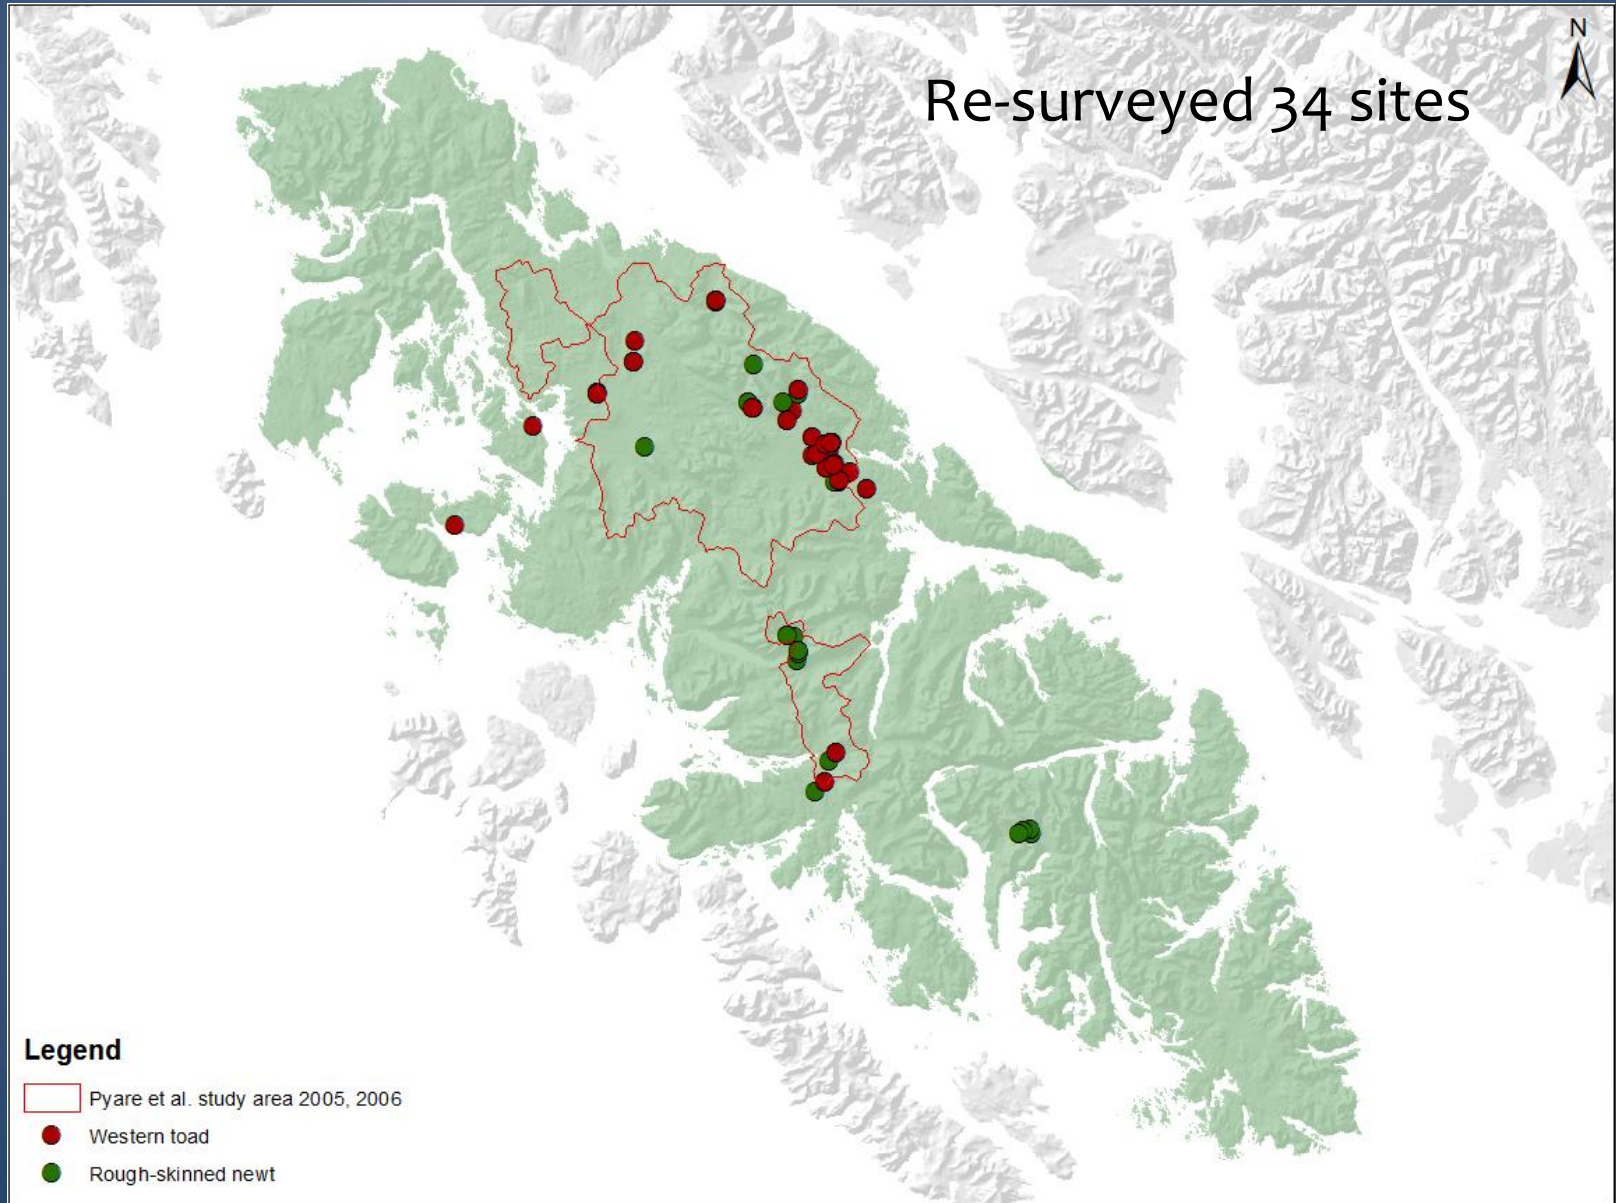 N
Re-surveyed 34 sites
Legend
Pyare et al. study area 2005, 2006
Western toad
Rough-skinned newt